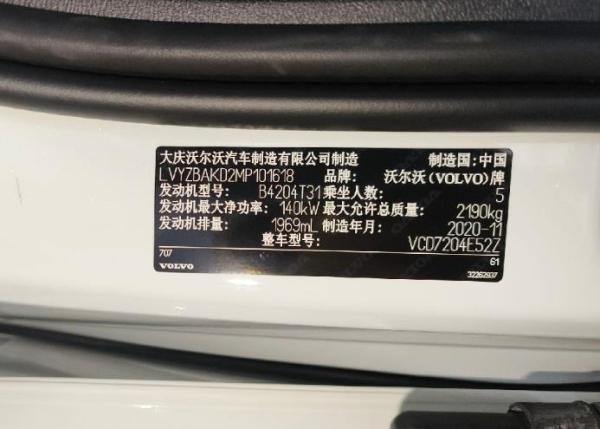 大庆沃尔沃汽车制造有限公司制造 制造国:中国
LVYZBAKD2MP101618 品牌: 沃尔沃(VOLVO)牌
发动机型号: B4204T31 乘坐人数: 5
发动机最大净功率: 140kW 最大允许总质量: 2190kg
发动机排量: 1969mL 制造年月: 2020-11
整车型号: VCD7204E52Z
707 61
VOLVO